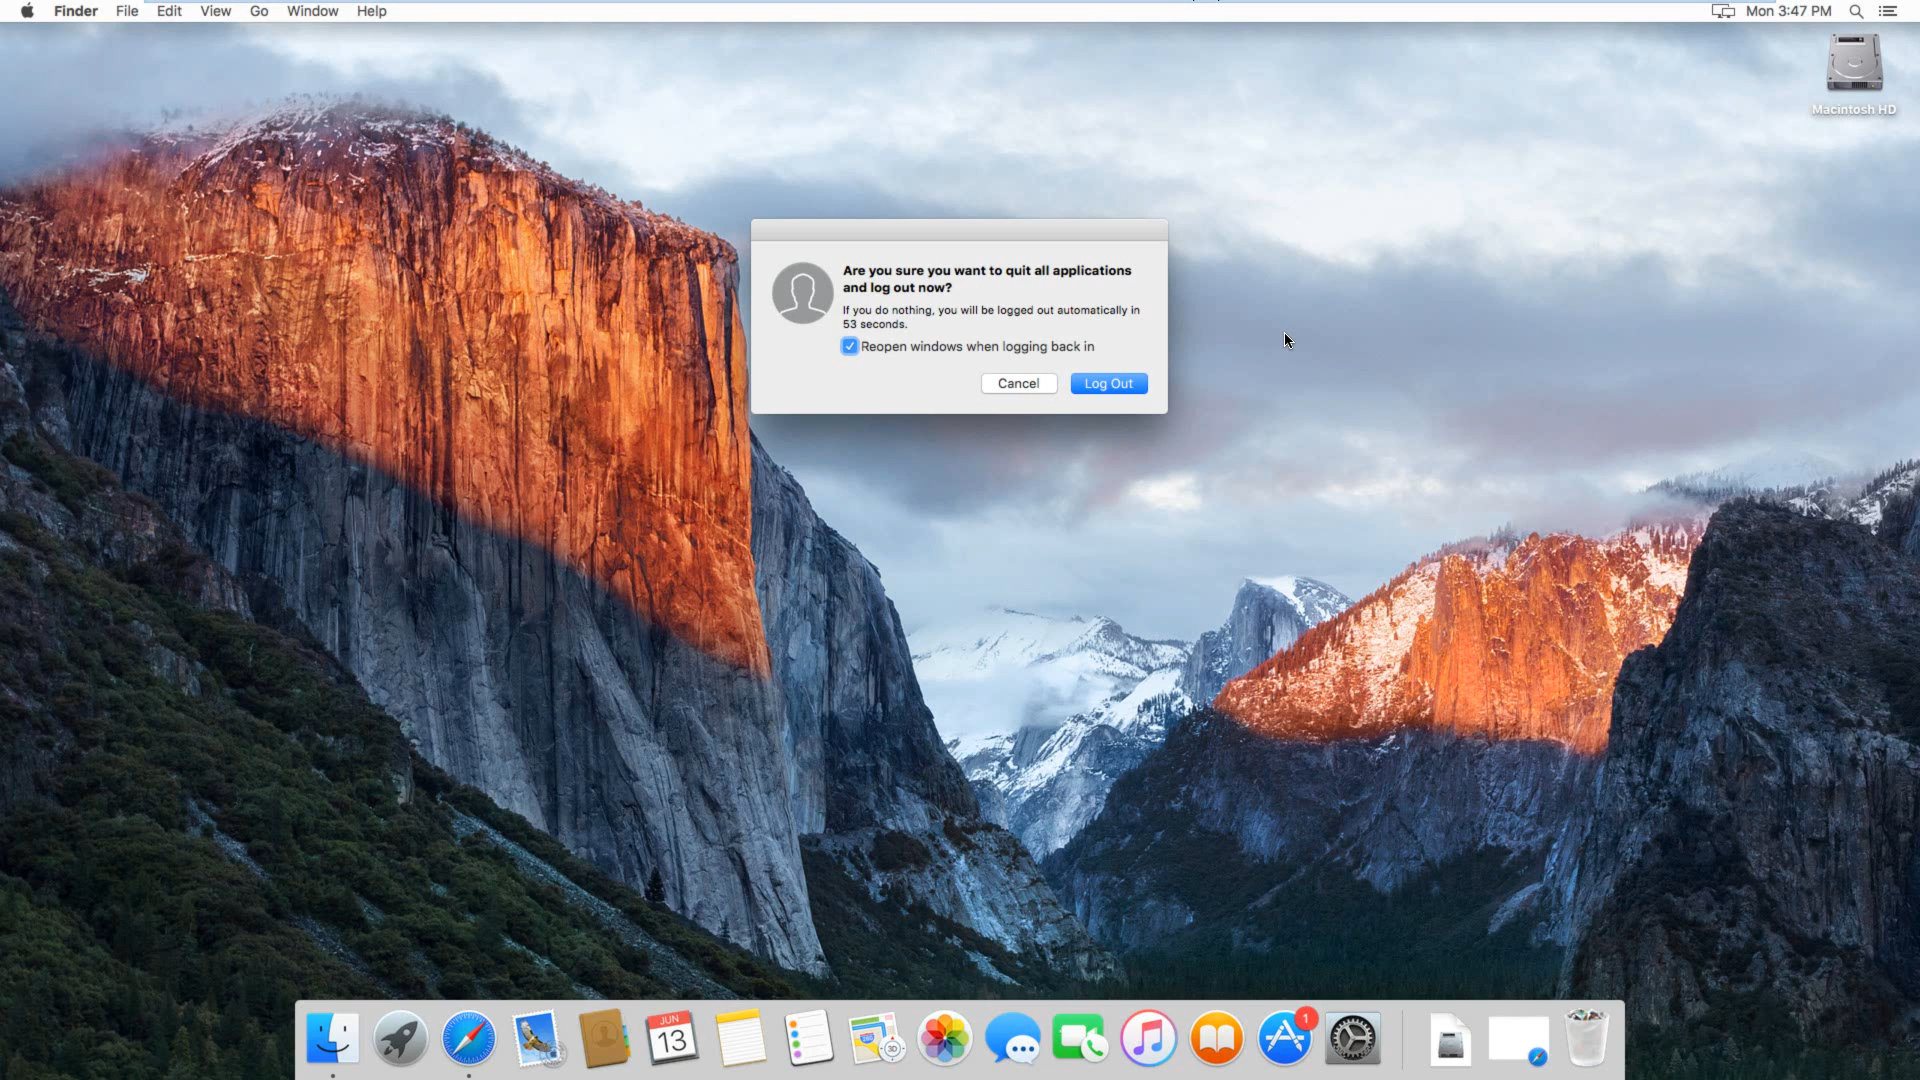 Finder File Edit View Go Window Help Mon 3:47 PM
Macintosh HD
Are you sure you want to quit all applications
and log out now?
If you do nothing, you will be logged out automatically in
53 seconds.
Reopen windows when logging back in
Cancel Log Out
JUN
13
3D
1